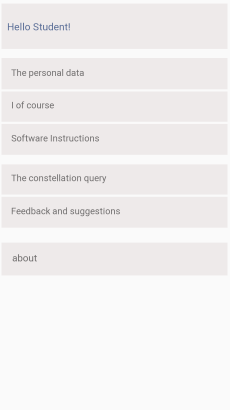 Hello Student!
The personal data
I of course
Software Instructions
The constellation query
Feedback and suggestions
about